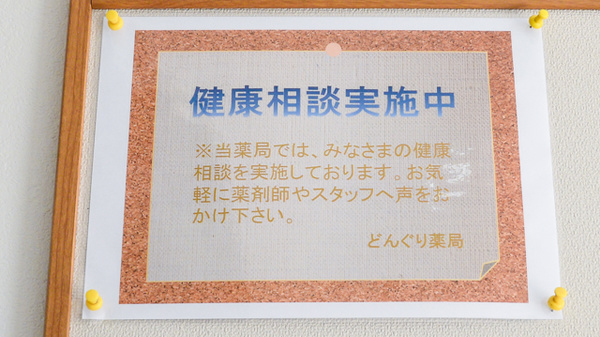 健康相談実施中
※当薬局では、みなさまの健康
相談を実施しております。お気
軽に薬剤師やスタッフへ声をお
かけ下さい。
どんぐり薬局